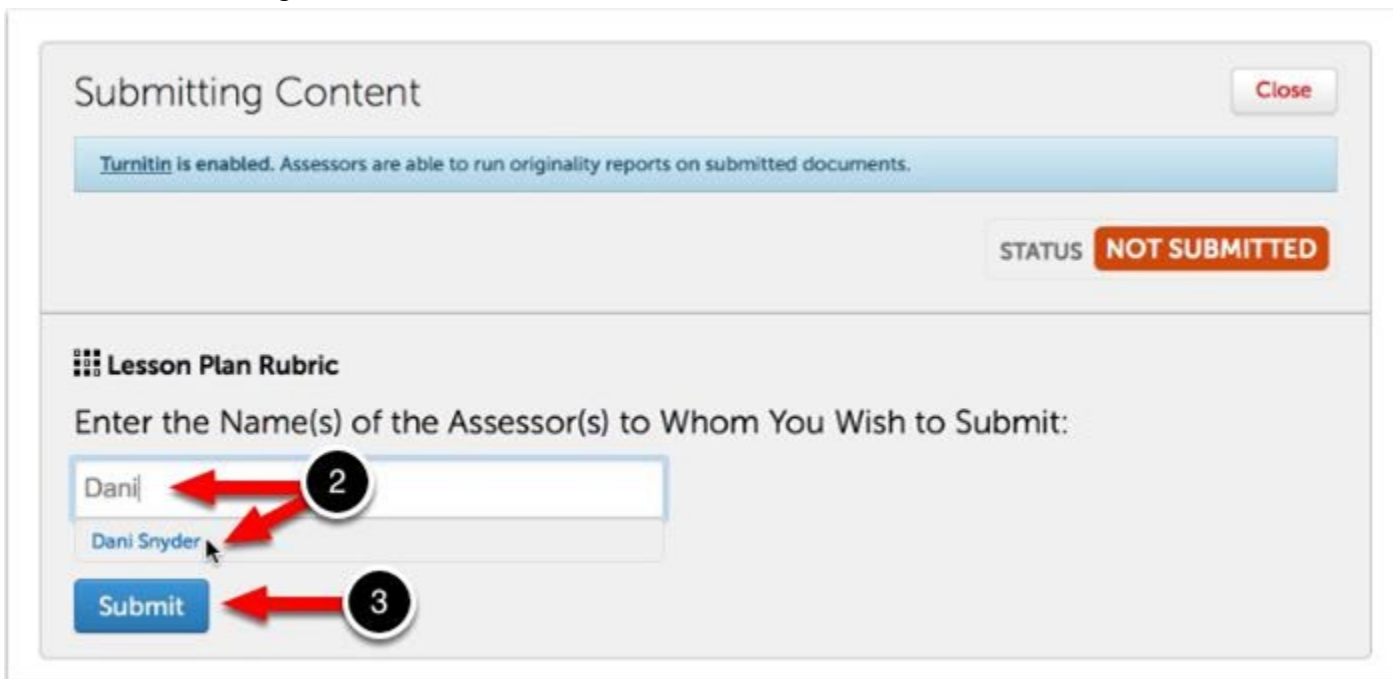 Submitting Content
Close
Turnitin is enabled. Assessors are able to run originality reports on submitted documents.
STATUS NOT SUBMITTED
Lesson Plan Rubric
Enter the Name(s) of the Assessor(s) to Whom You Wish to Submit:
Dani
2
Dani Snyder
Submit
3